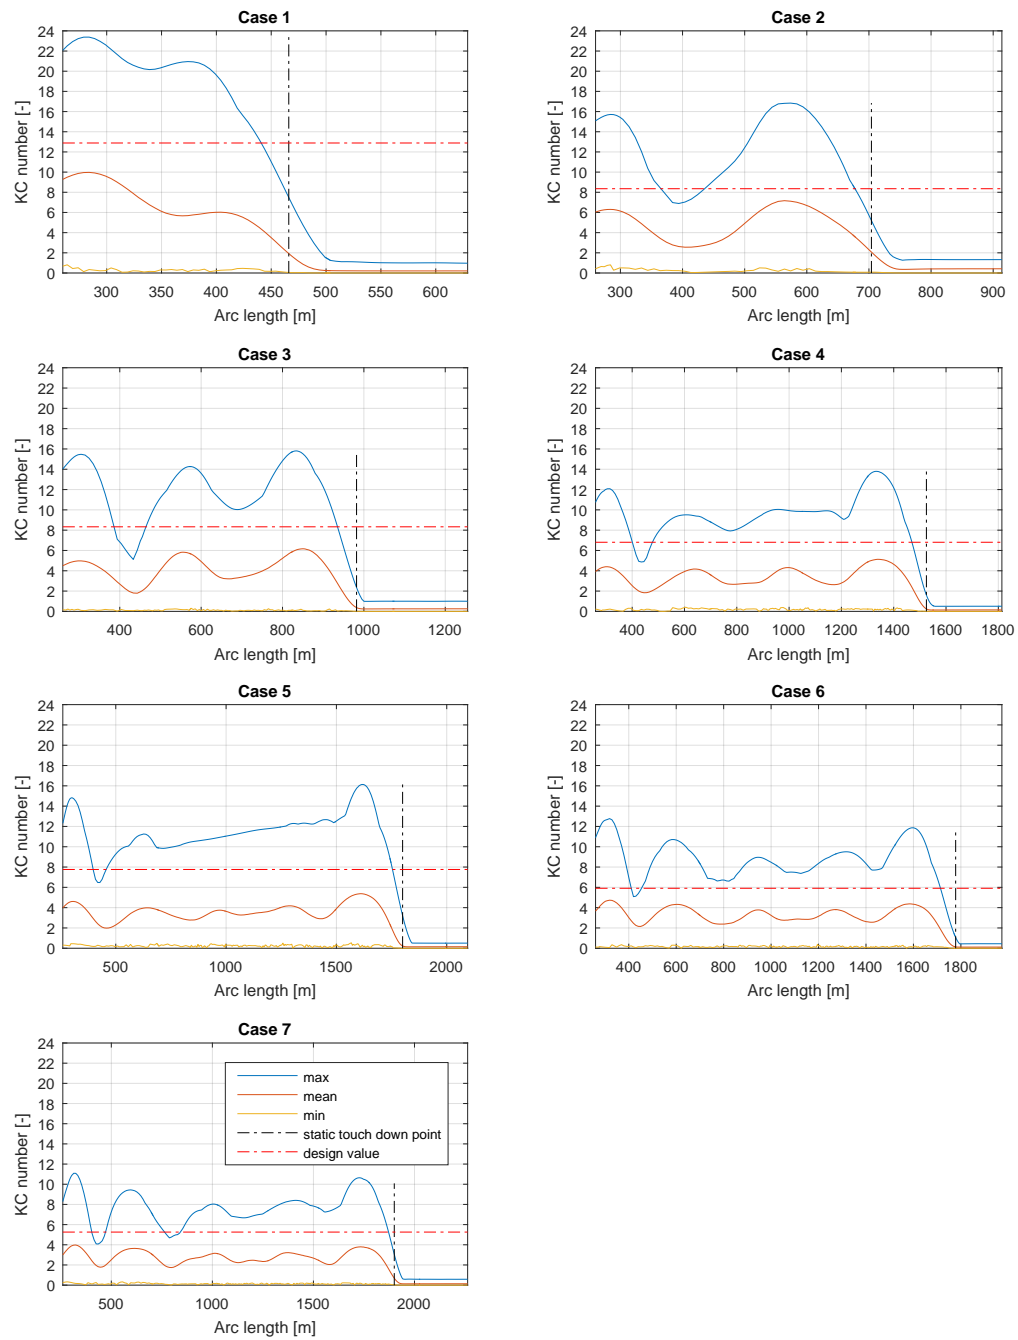 Case 1
24
22
20
18
16
14
12
10
8
6
4
2
0
KC number [-]
300 350 400 450 500 550 600
Arc length [m]
Case 2
24
22
20
18
16
14
12
10
8
6
4
2
0
KC number [-]
300 400 500 600 700 800 900
Arc length [m]
Case 3
24
22
20
18
16
14
12
10
8
6
4
2
0
KC number [-]
400 600 800 1000 1200
Arc length [m]
Case 4
24
22
20
18
16
14
12
10
8
6
4
2
0
KC number [-]
400 600 800 1000 1200 1400 1600 1800
Arc length [m]
Case 5
24
22
20
18
16
14
12
10
8
6
4
2
0
KC number [-]
500 1000 1500 2000
Arc length [m]
Case 6
24
22
20
18
16
14
12
10
8
6
4
2
0
KC number [-]
400 600 800 1000 1200 1400 1600 1800
Arc length [m]
Case 7
24
22
20
18
16
14
12
10
8
6
4
2
0
KC number [-]
max
mean
min
static touch down point
design value
500 1000 1500 2000
Arc length [m]